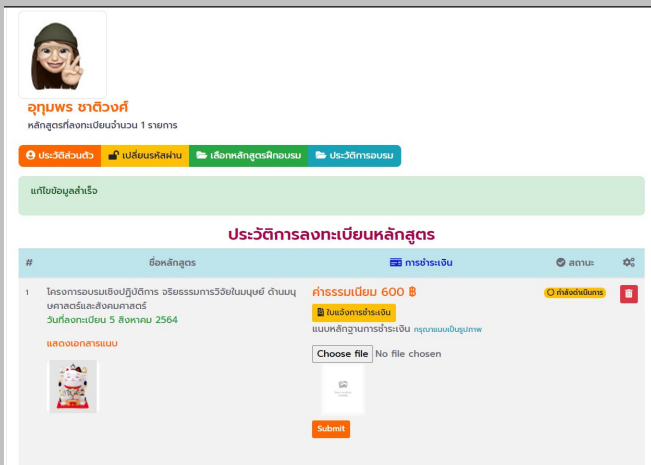 อุทุมพร ชาติวงศ์
หลักสูตรที่ลงทะเบียนจำนวน 1 รายการ
ประวัติส่วนตัว เปลี่ยนรหัสผ่าน เลือกหลักสูตรฝึกอบรม ประวัติการอบรม
แก้ไขข้อมูลสำเร็จ
ประวัติการลงทะเบียนหลักสูตร
# ชื่อหลักสูตร การชำระเงิน สถานะ
1 โครงการอบรมเชิงปฏิบัติการ จริยธรรมการวิจัยในมนุษย์ ด้านมนุ
ษศาสตร์และสังคมศาสตร์
วันที่ลงทะเบียน 5 สิงหาคม 2564
แสดงเอกสารแนบ
ค่าธรรมเนียม 600 ฿
ใบแจ้งการชำระเงิน
แนบหลักฐานการชำระเงิน กรุณาแนบเป็นรูปภาพ
Choose file No file chosen
Submit
กำลังดำเนินการ